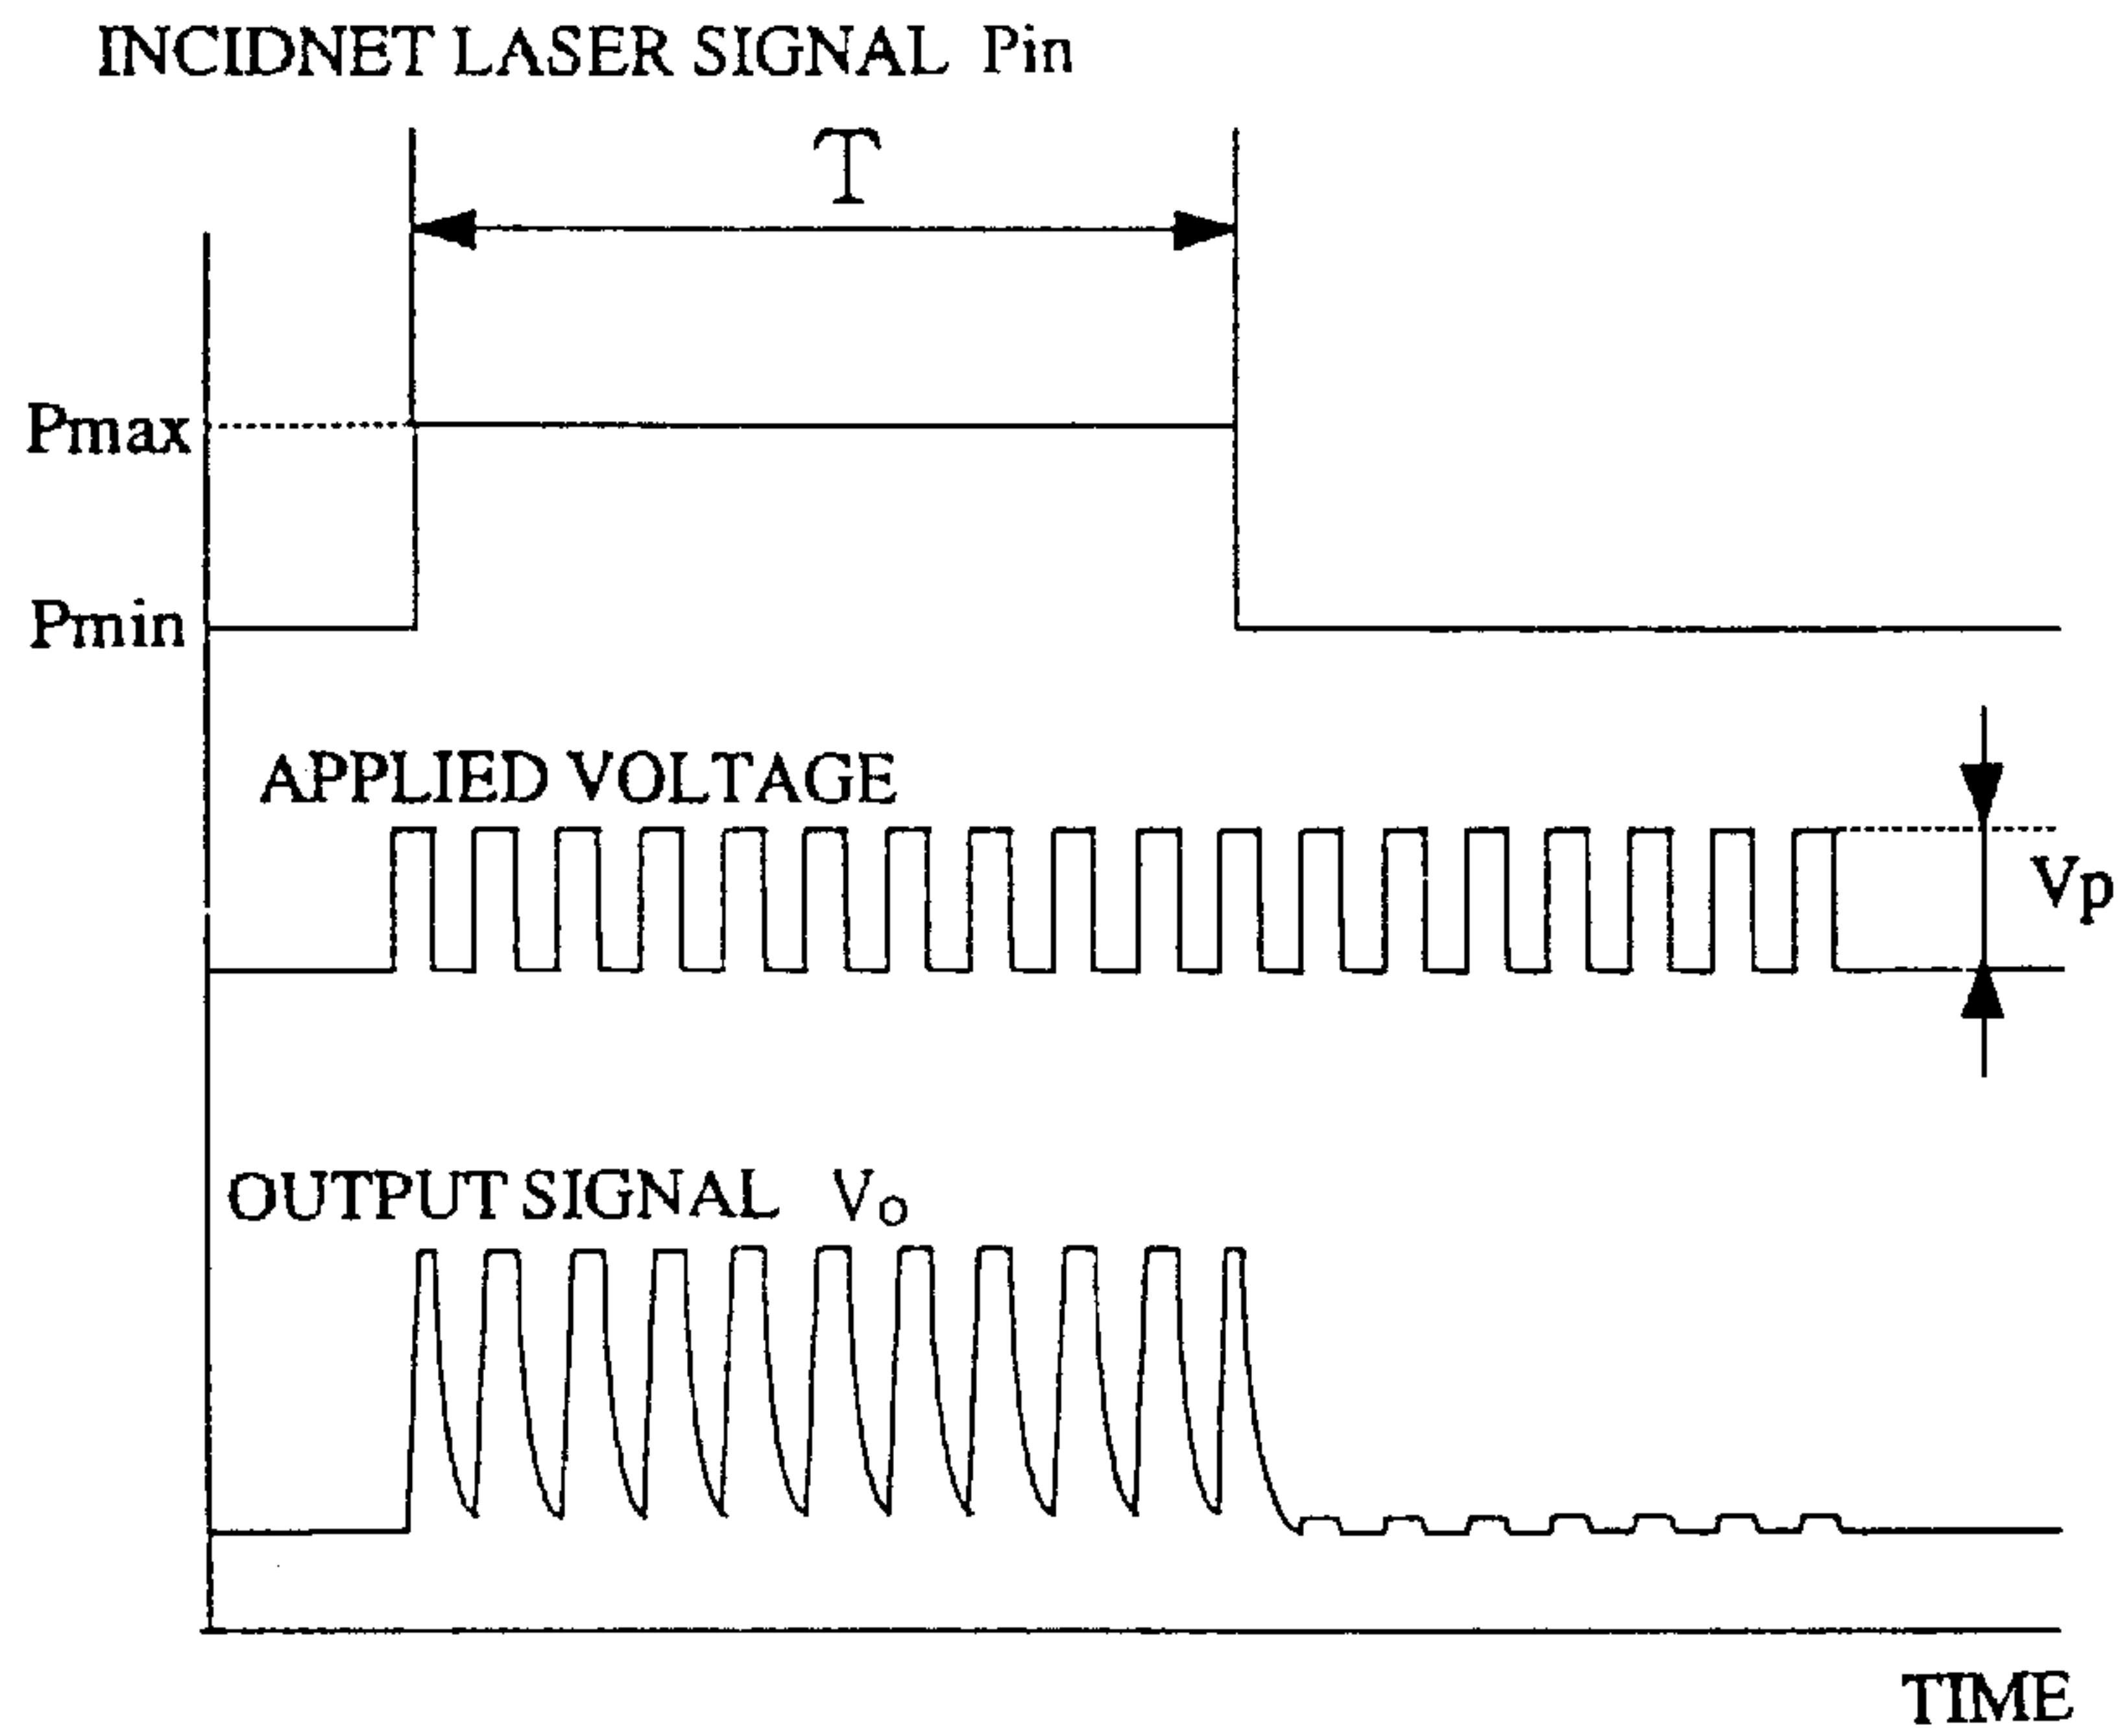 INCIDNET LASER SIGNAL Pin
T
Pmax
Pmin
APPLIED VOLTAGE
Vp
OUTPUT SIGNAL Vo
TIME